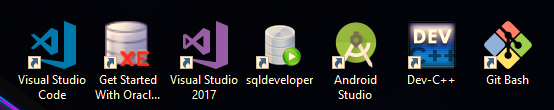 XE
DEV
C++
Visual Studio Code
Get Started With Oracl...
Visual Studio 2017
sqldeveloper
Android Studio
Dev-C++
Git Bash